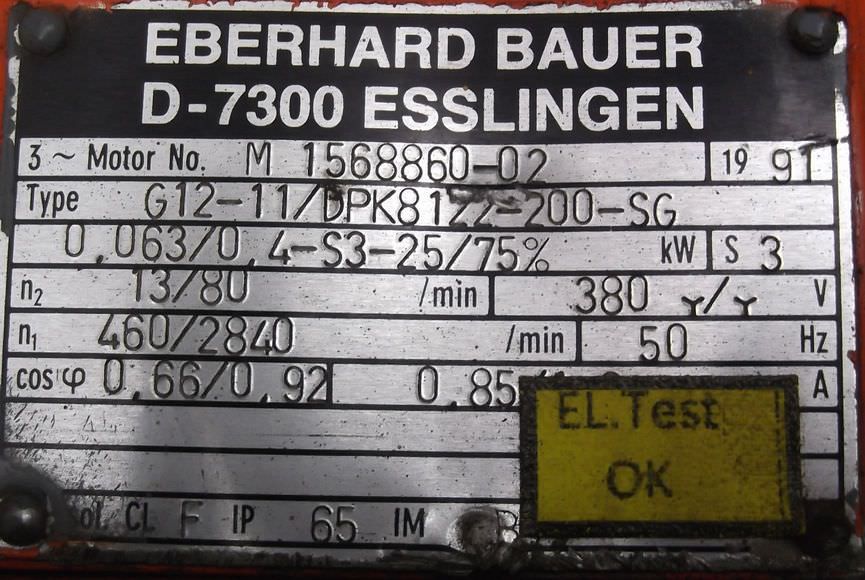 EBERHARD BAUER
D-7300 ESSLINGEN
3 ~ Motor No. M 1568860-02 19 91
Type G12-11/DPK8122-200-SG
0,063/0,4-S3-25/75% kW S 3
n₂ 13/80 /min 380 Y/Y V
n₁ 460/2840 /min 50 Hz
cos φ 0,66/0,92 0,85 A
EL.Test
OK
CL F IP 65 IM